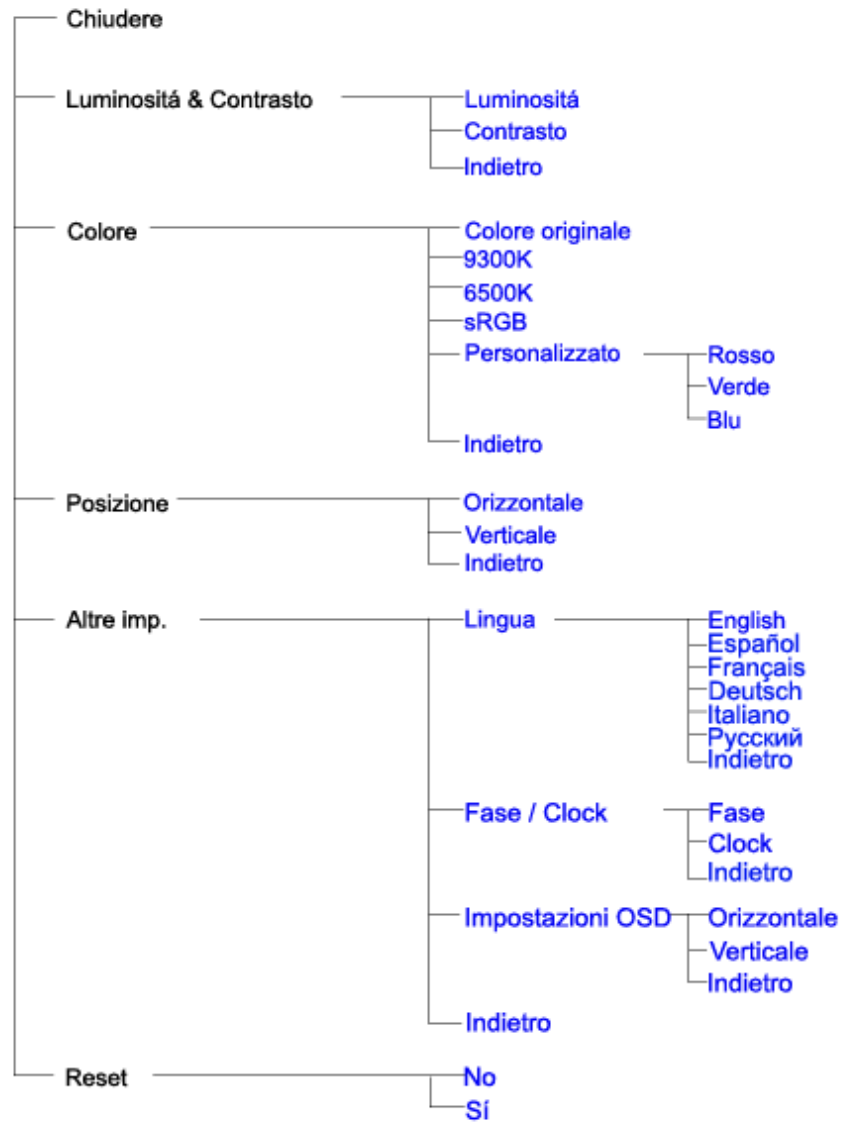 Chiudere
Luminositá & Contrasto Luminositá
Contrasto
Indietro
Colore Colore originale
9300K
6500K
sRGB
Personalizzato Rosso
Verde
Blu
Indietro
Posizione Orizzontale
Verticale
Indietro
Altre imp. Lingua English
Español
Français
Deutsch
Italiano
Русский
Indietro
Fase / Clock Fase
Clock
Indietro
Impostazioni OSD Orizzontale
Verticale
Indietro
Indietro
Reset No
Sí